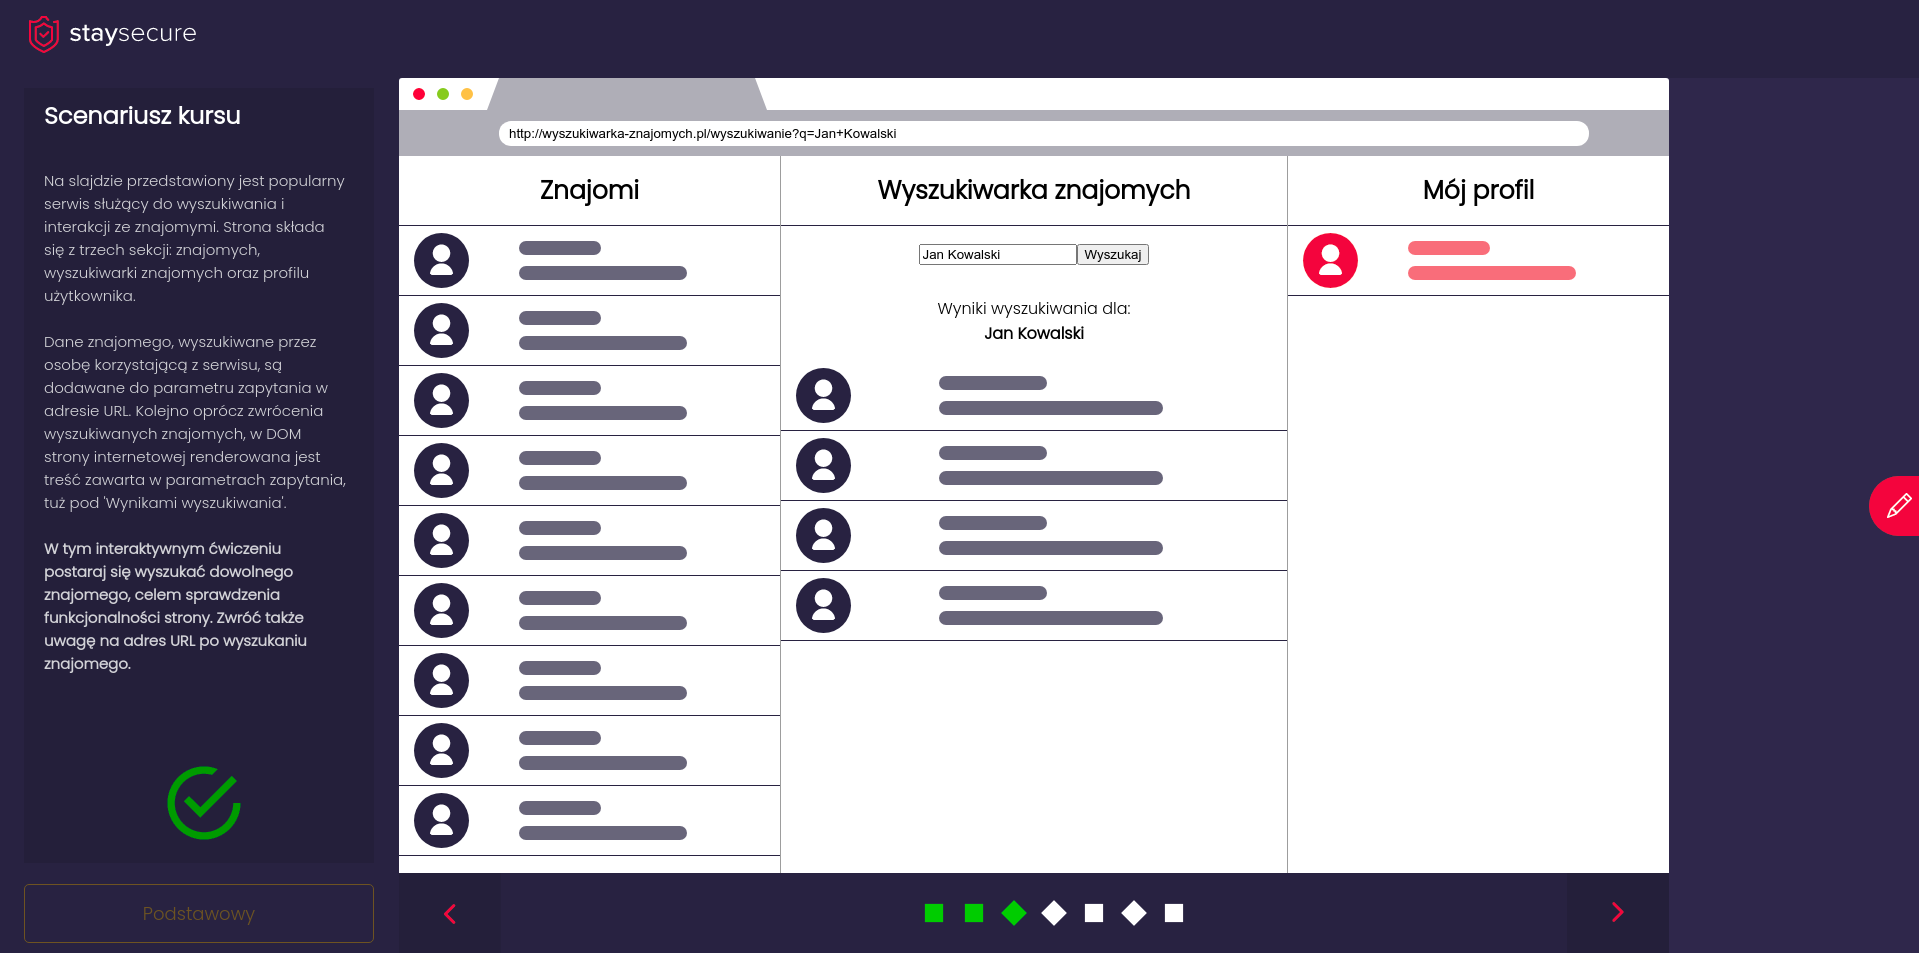 staysecure
Scenariusz kursu
Na slajdzie przedstawiony jest popularny
serwis służący do wyszukiwania i
interakcji ze znajomymi. Strona składa
się z trzech sekcji: znajomych,
wyszukiwarki znajomych oraz profilu
użytkownika.
Dane znajomego, wyszukiwane przez
osobę korzystającą z serwisu, są
dodawane do parametru zapytania w
adresie URL. Kolejno oprócz zwrócenia
wyszukiwanych znajomych, w DOM
strony internetowej renderowana jest
treść zawarta w parametrach zapytania,
tuż pod 'Wynikami wyszukiwania'.
W tym interaktywnym ćwiczeniu
postaraj się wyszukać dowolnego
znajomego, celem sprawdzenia
funkcjonalności strony. Zwróć także
uwagę na adres URL po wyszukaniu
znajomego.
Podstawowy
http://wyszukiwarka-znajomych.pl/wyszukiwanie?q=Jan+Kowalski
Znajomi
Wyszukiwarka znajomych
Jan Kowalski Wyszukaj
Wyniki wyszukiwania dla:
Jan Kowalski
Mój profil